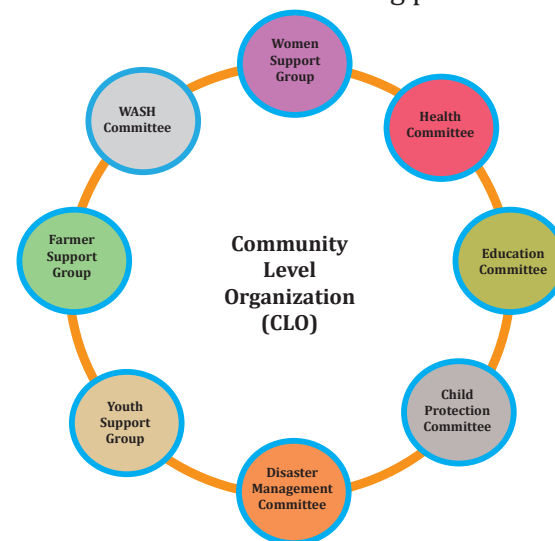 Women
Support
Group
WASH
Committee
Health
Committee
Farmer
Support
Group
Community
Level
Organization
(CLO)
Education
Committee
Youth
Support
Group
Child
Protection
Committee
Disaster
Management
Committee